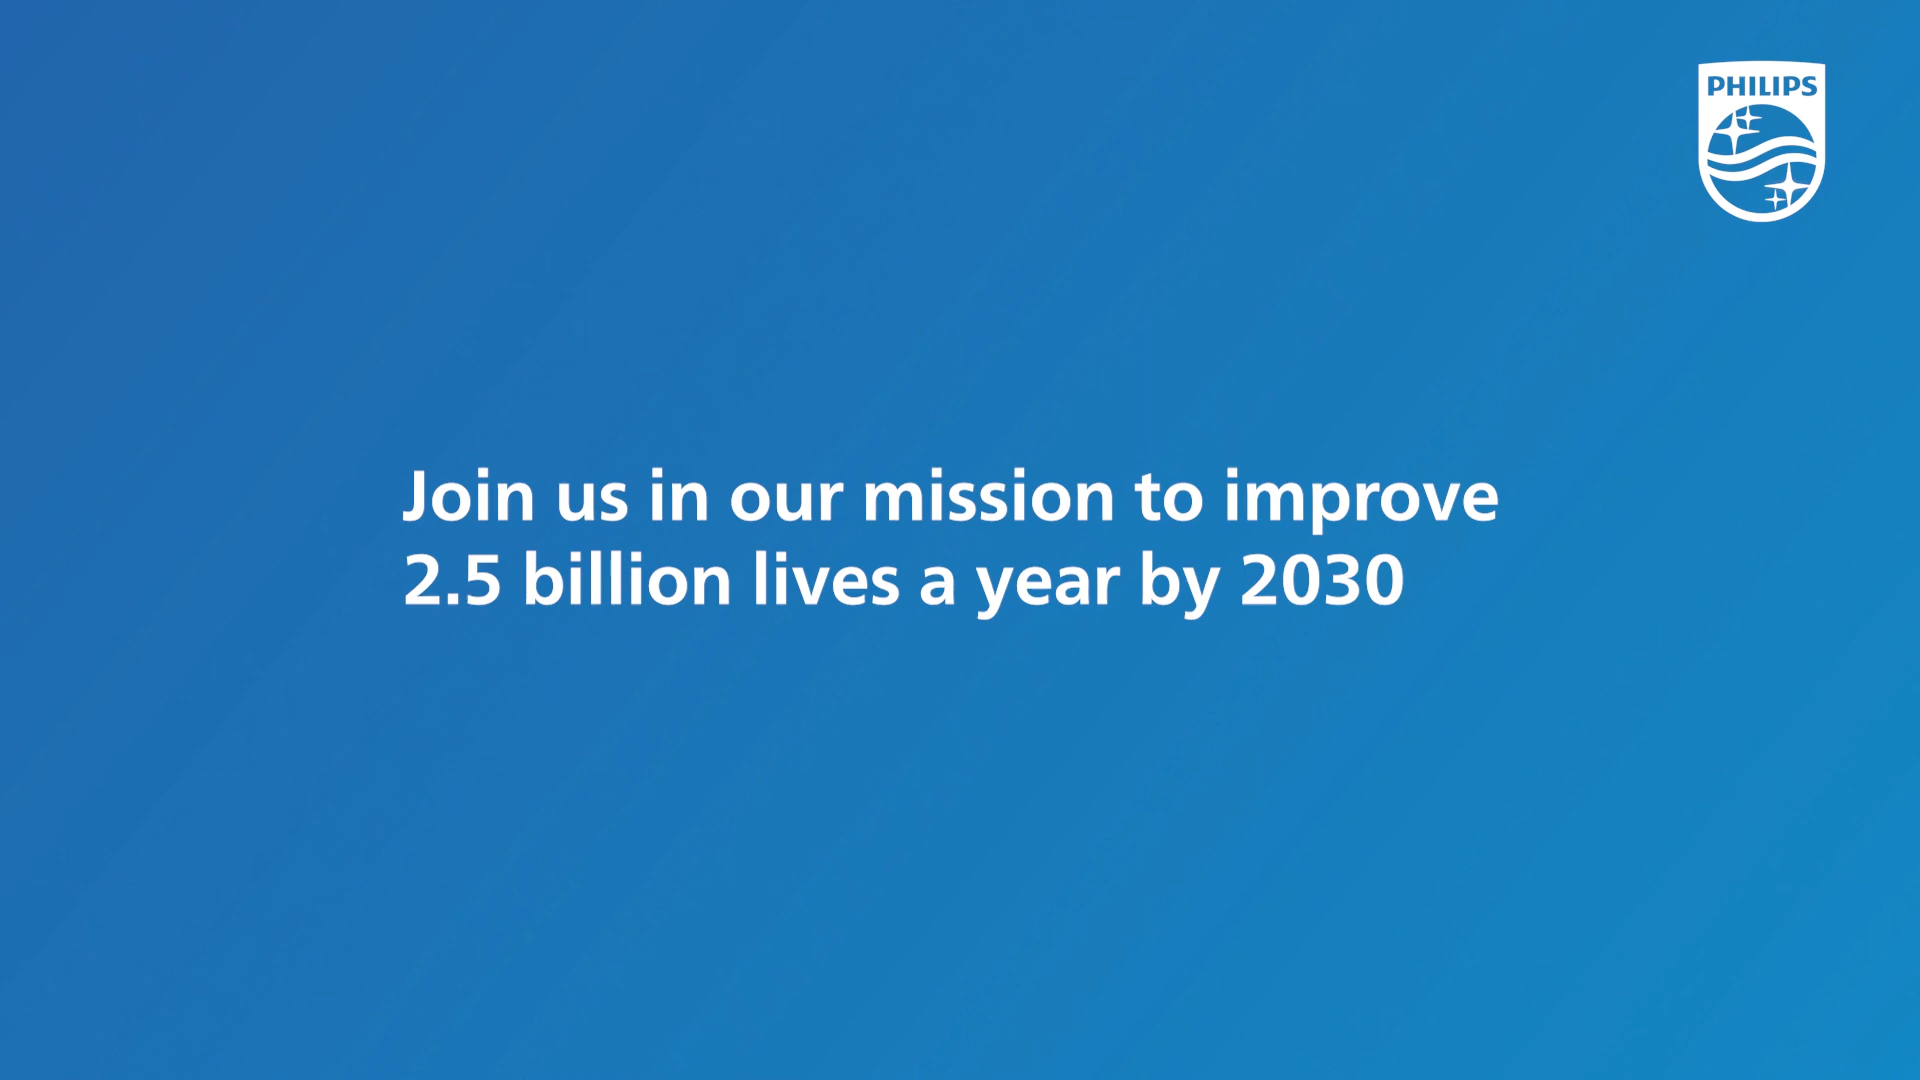 PHILIPS
Join us in our mission to improve
2.5 billion lives a year by 2030